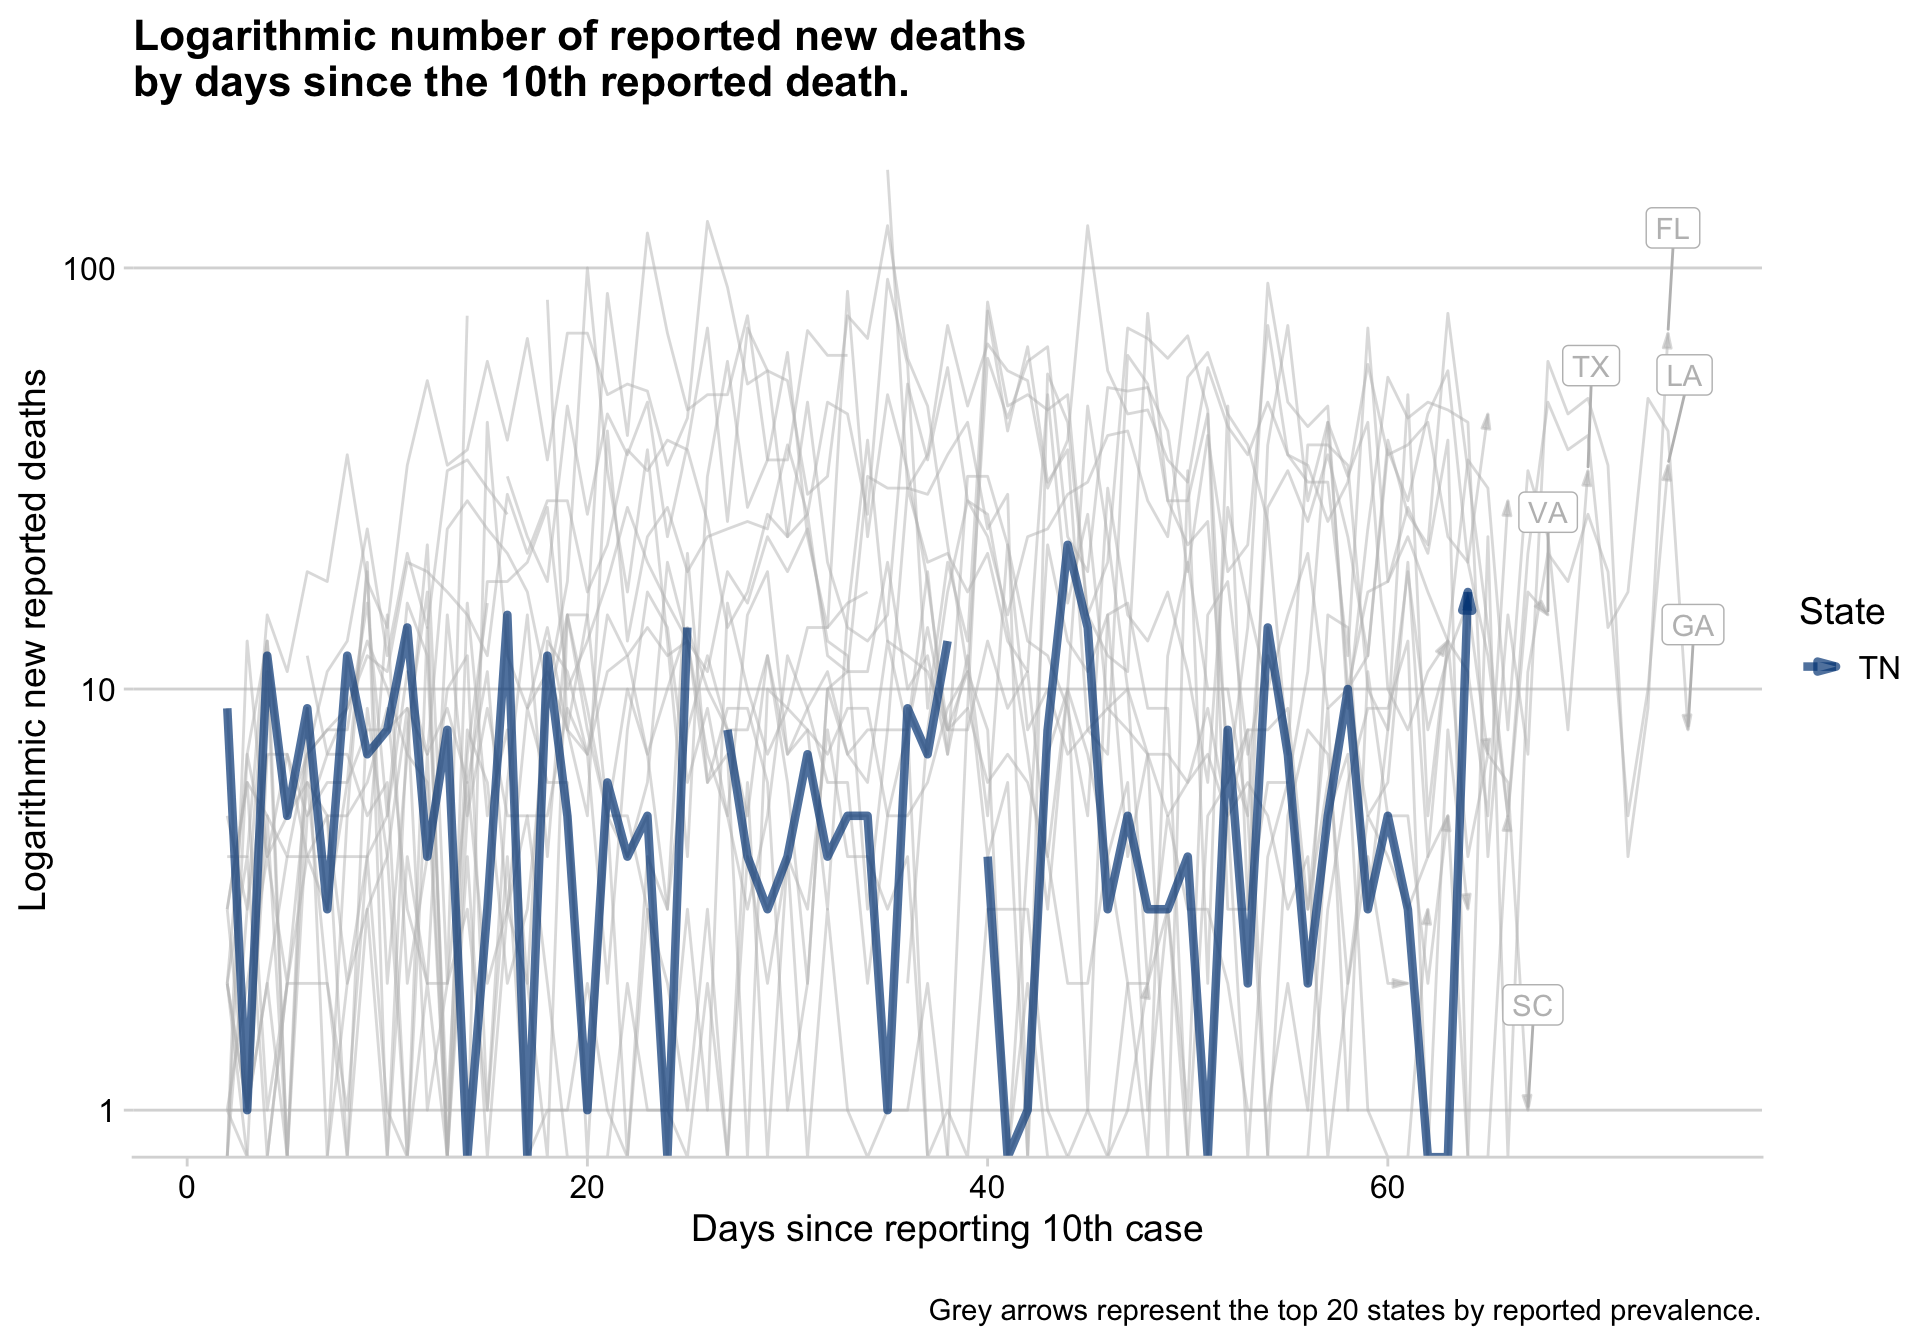 Logarithmic number of reported new deaths
by days since the 10th reported death.
Logarithmic new reported deaths
100
10
1
FL
TX
LA
VA
GA
SC
State
TN
0
20
40
60
Days since reporting 10th case
Grey arrows represent the top 20 states by reported prevalence.